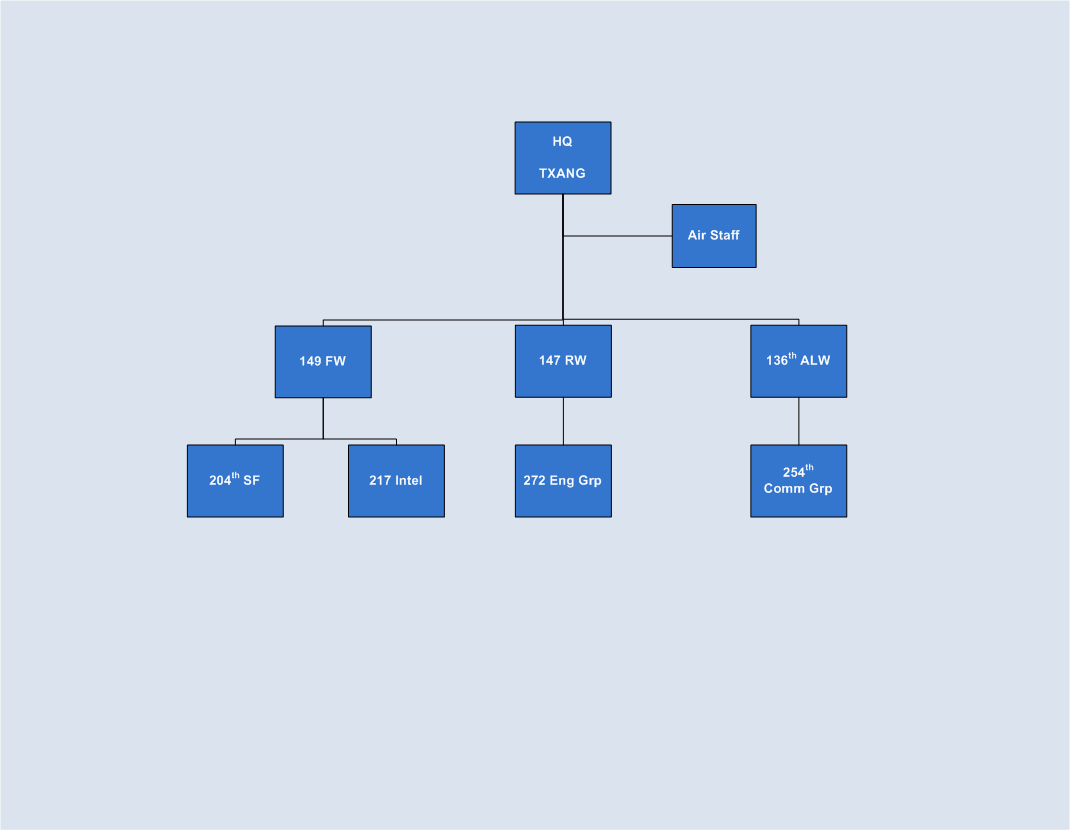 HQ
TXANG
Air Staff
149 FW
147 RW
136th ALW
204th SF
217 Intel
272 Eng Grp
254th
Comm Grp